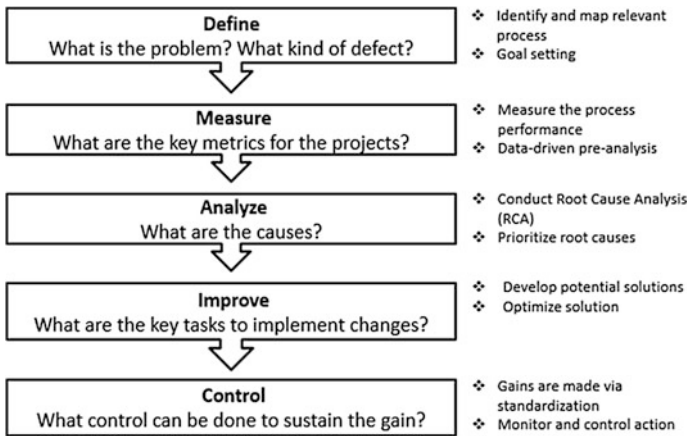 Define
What is the problem? What kind of defect?
❖ Identify and map relevant
process
❖ Goal setting
Measure
What are the key metrics for the projects?
❖ Measure the process
performance
❖ Data-driven pre-analysis
Analyze
What are the causes?
❖ Conduct Root Cause Analysis
(RCA)
❖ Prioritize root causes
Improve
What are the key tasks to implement changes?
❖ Develop potential solutions
❖ Optimize solution
Control
What control can be done to sustain the gain?
❖ Gains are made via
standardization
❖ Monitor and control action